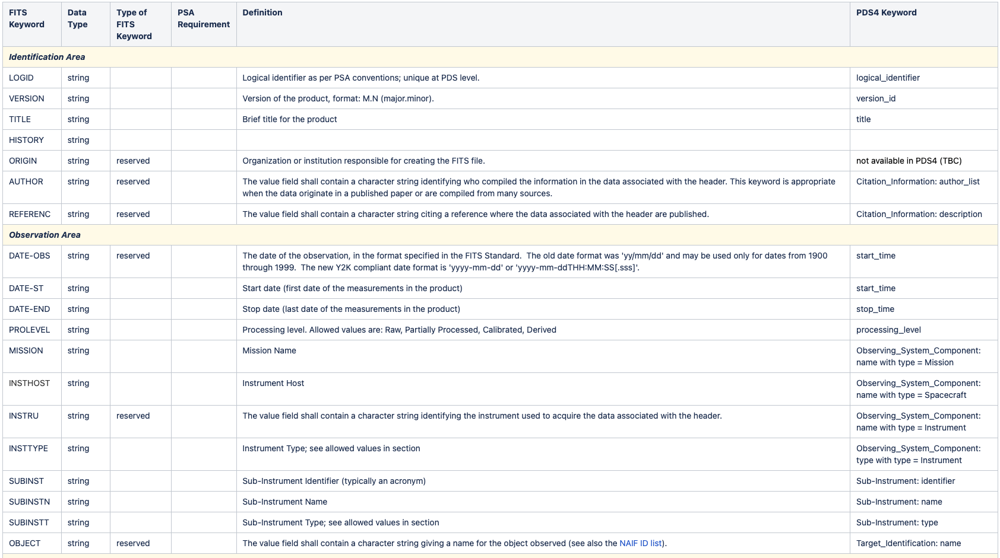 FITS Keyword Data Type Type of FITS Keyword PSA Requirement Definition PDS4 Keyword
Identification Area
LOGID string Logical identifier as per PSA conventions; unique at PDS level. logical_identifier
VERSION string Version of the product, format: M.N (major.minor). version_id
TITLE string Brief title for the product title
HISTORY string
ORIGIN string reserved Organization or institution responsible for creating the FITS file. not available in PDS4 (TBC)
AUTHOR string reserved The value field shall contain a character string identifying who compiled the information in the data associated with the header. This keyword is appropriate Citation_Information: author_list
when the data originate in a published paper or are compiled from many sources.
REFERENC string reserved The value field shall contain a character string citing a reference where the data associated with the header are published. Citation_Information: description
Observation Area
DATE-OBS string reserved The date of the observation, in the format specified in the FITS Standard.  The old date format was 'yy/mm/dd' and may be used only for dates from 1900 start_time
through 1999.  The new Y2K compliant date format is 'yyyy-mm-dd' or 'yyyy-mm-ddTHH:MM:SS[.sss]'.
DATE-ST string Start date (first date of the measurements in the product) start_time
DATE-END string Stop date (last date of the measurements in the product) stop_time
PROLEVEL string Processing level. Allowed values are: Raw, Partially Processed, Calibrated, Derived processing_level
MISSION string Mission Name Observing_System_Component:
name with type = Mission
INSTHOST string Instrument Host Observing_System_Component:
name with type = Spacecraft
INSTRU string reserved The value field shall contain a character string identifying the instrument used to acquire the data associated with the header. Observing_System_Component:
name with type = Instrument
INSTTYPE string Instrument Type; see allowed values in section Observing_System_Component:
type with type = Instrument
SUBINST string Sub-Instrument Identifier (typically an acronym) Sub-Instrument: identifier
SUBINSTN string Sub-Instrument Name Sub-Instrument: name
SUBINSTT string Sub-Instrument Type; see allowed values in section Sub-Instrument: type
OBJECT string reserved The value field shall contain a character string giving a name for the object observed (see also the NAIF ID list). Target_Identification: name